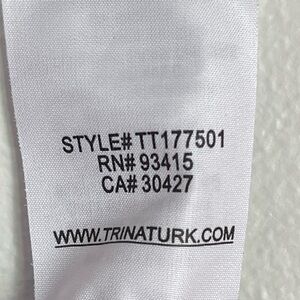 STYLE# TT177501
RN# 93415
CA# 30427
WWW.TRINATURK.COM